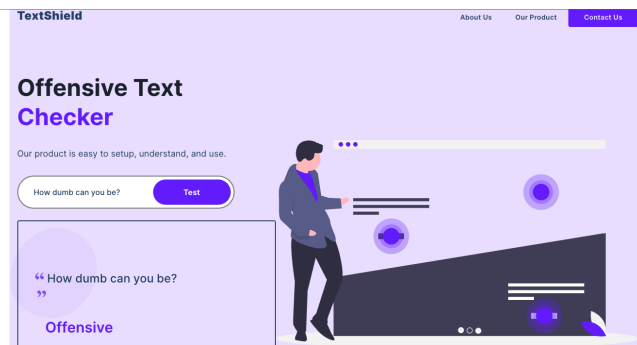 TextShield
About Us Our Product Contact Us
Offensive Text
Checker
Our product is easy to setup, understand, and use.
How dumb can you be? Test
“ How dumb can you be?
”
Offensive